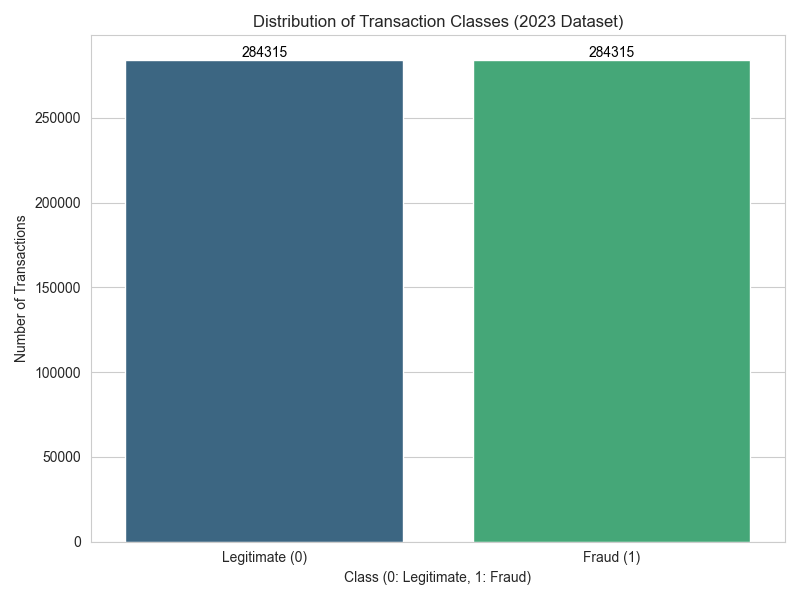 Distribution of Transaction Classes (2023 Dataset)
284315
284315
Number of Transactions
250000
200000
150000
100000
50000
0
Legitimate (0)
Fraud (1)
Class (0: Legitimate, 1: Fraud)